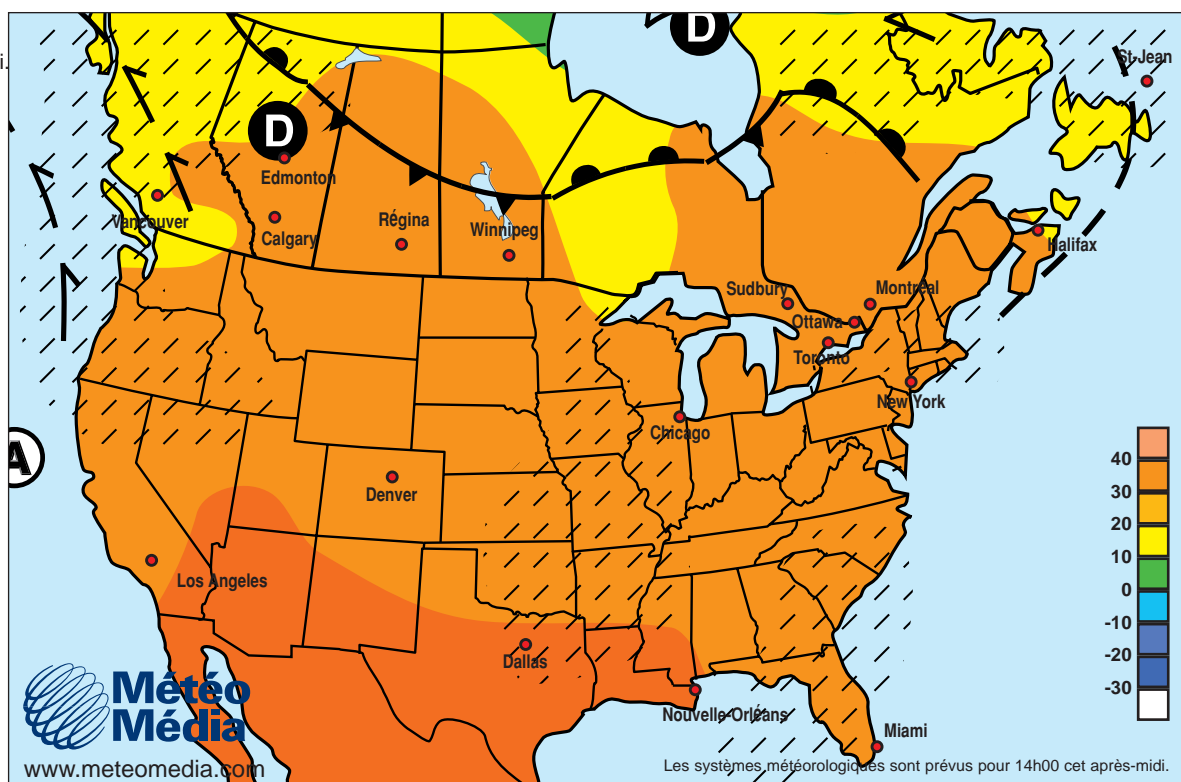 i.
D
D
St-Jean
Edmonton
Vancouver
Calgary
Régina
Winnipeg
Halifax
Sudbury
Montréal
Ottawa
Toronto
New York
A
Chicago
Denver
Los Angeles
Dallas
Nouvelle-Orléans
Miami
40
30
20
10
0
-10
-20
-30
Météo
Média
www.meteomedia.com
Les systèmes météorologiques sont prévus pour 14h00 cet après-midi.